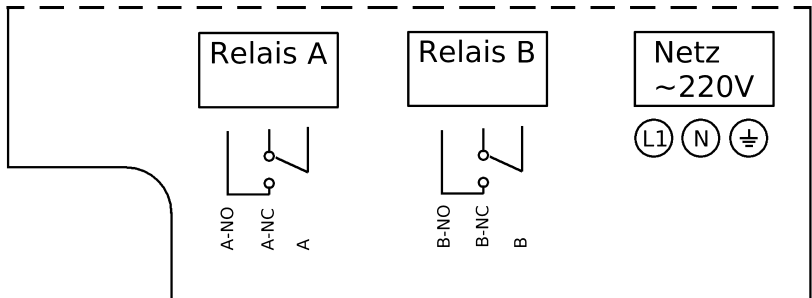 Relais A
Relais B
Netz
~220V
L1
N
A-NO
A-NC
A
B-NO
B-NC
B